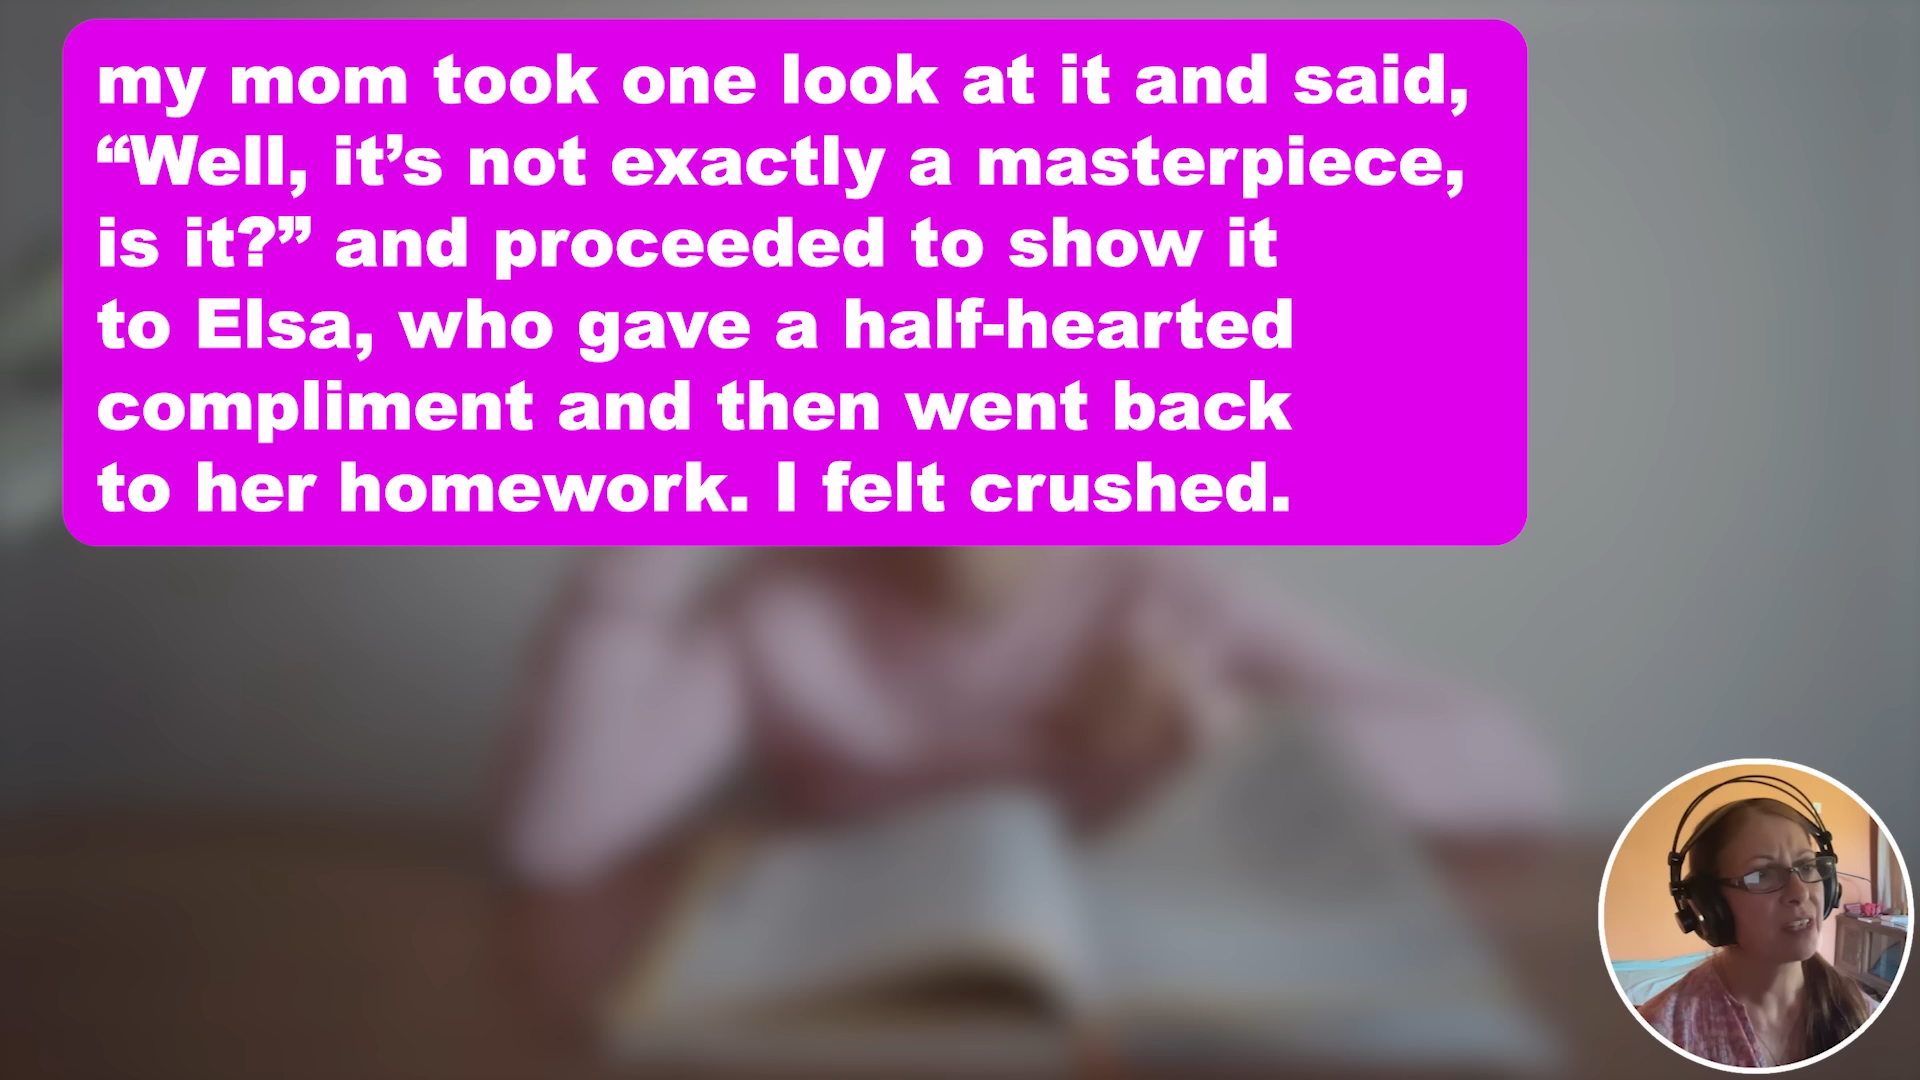 my mom took one look at it and said,
“Well, it’s not exactly a masterpiece,
is it?” and proceeded to show it
to Elsa, who gave a half-hearted
compliment and then went back
to her homework. I felt crushed.